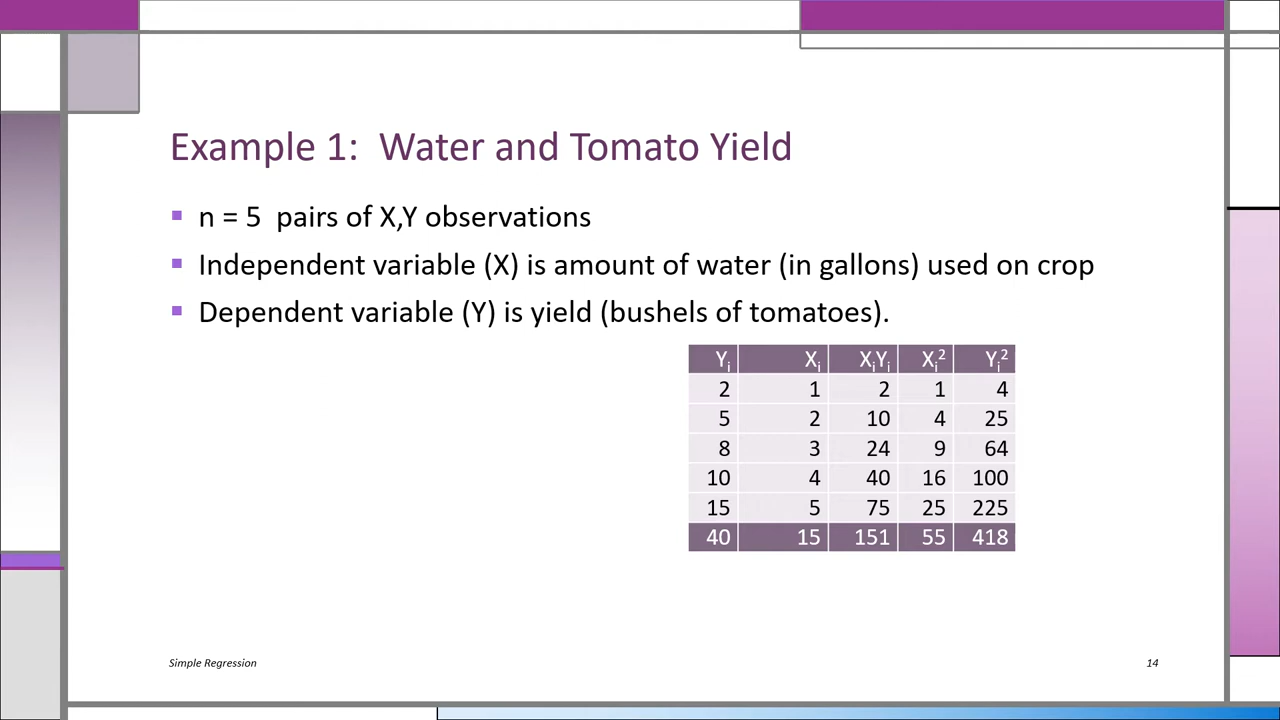 Example 1:  Water and Tomato Yield
▪ n = 5  pairs of X,Y observations
▪ Independent variable (X) is amount of water (in gallons) used on crop
▪ Dependent variable (Y) is yield (bushels of tomatoes).
Yᵢ Xᵢ XᵢYᵢ Xᵢ² Yᵢ²
2 1 2 1 4
5 2 10 4 25
8 3 24 9 64
10 4 40 16 100
15 5 75 25 225
40 15 151 55 418
Simple Regression 14